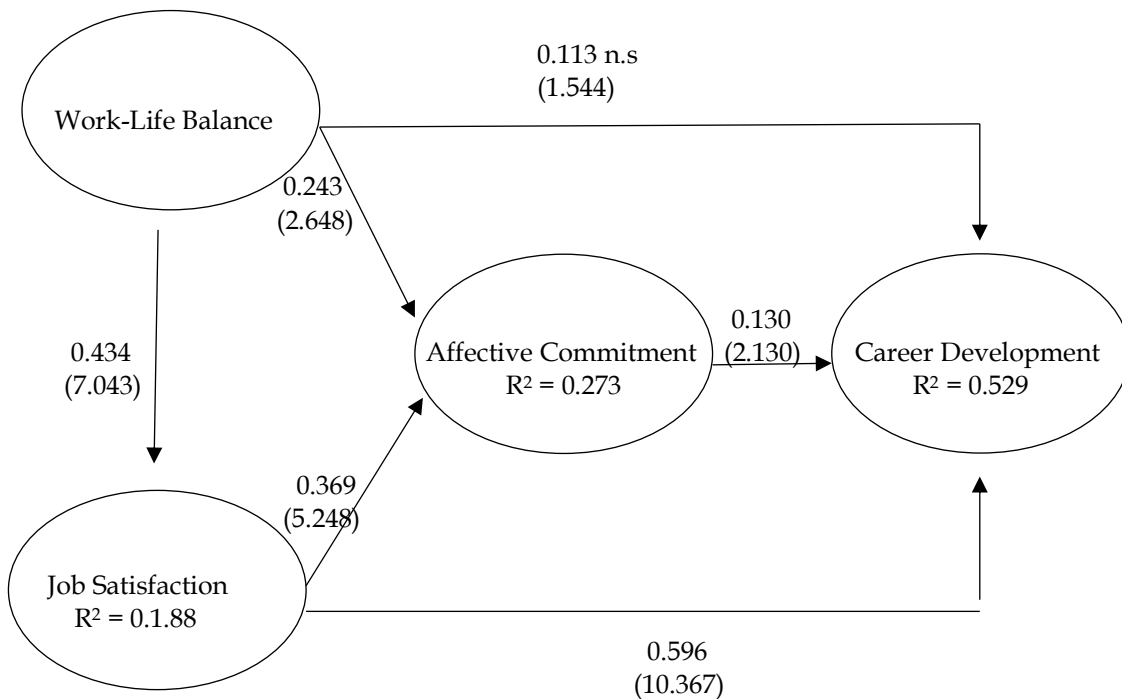 0.113 n.s
(1.544)
Work-Life Balance
0.243
(2.648)
0.434
(7.043)
Affective Commitment
R² = 0.273
0.130
(2.130)
Career Development
R² = 0.529
0.369
(5.248)
Job Satisfaction
R² = 0.1.88
0.596
(10.367)